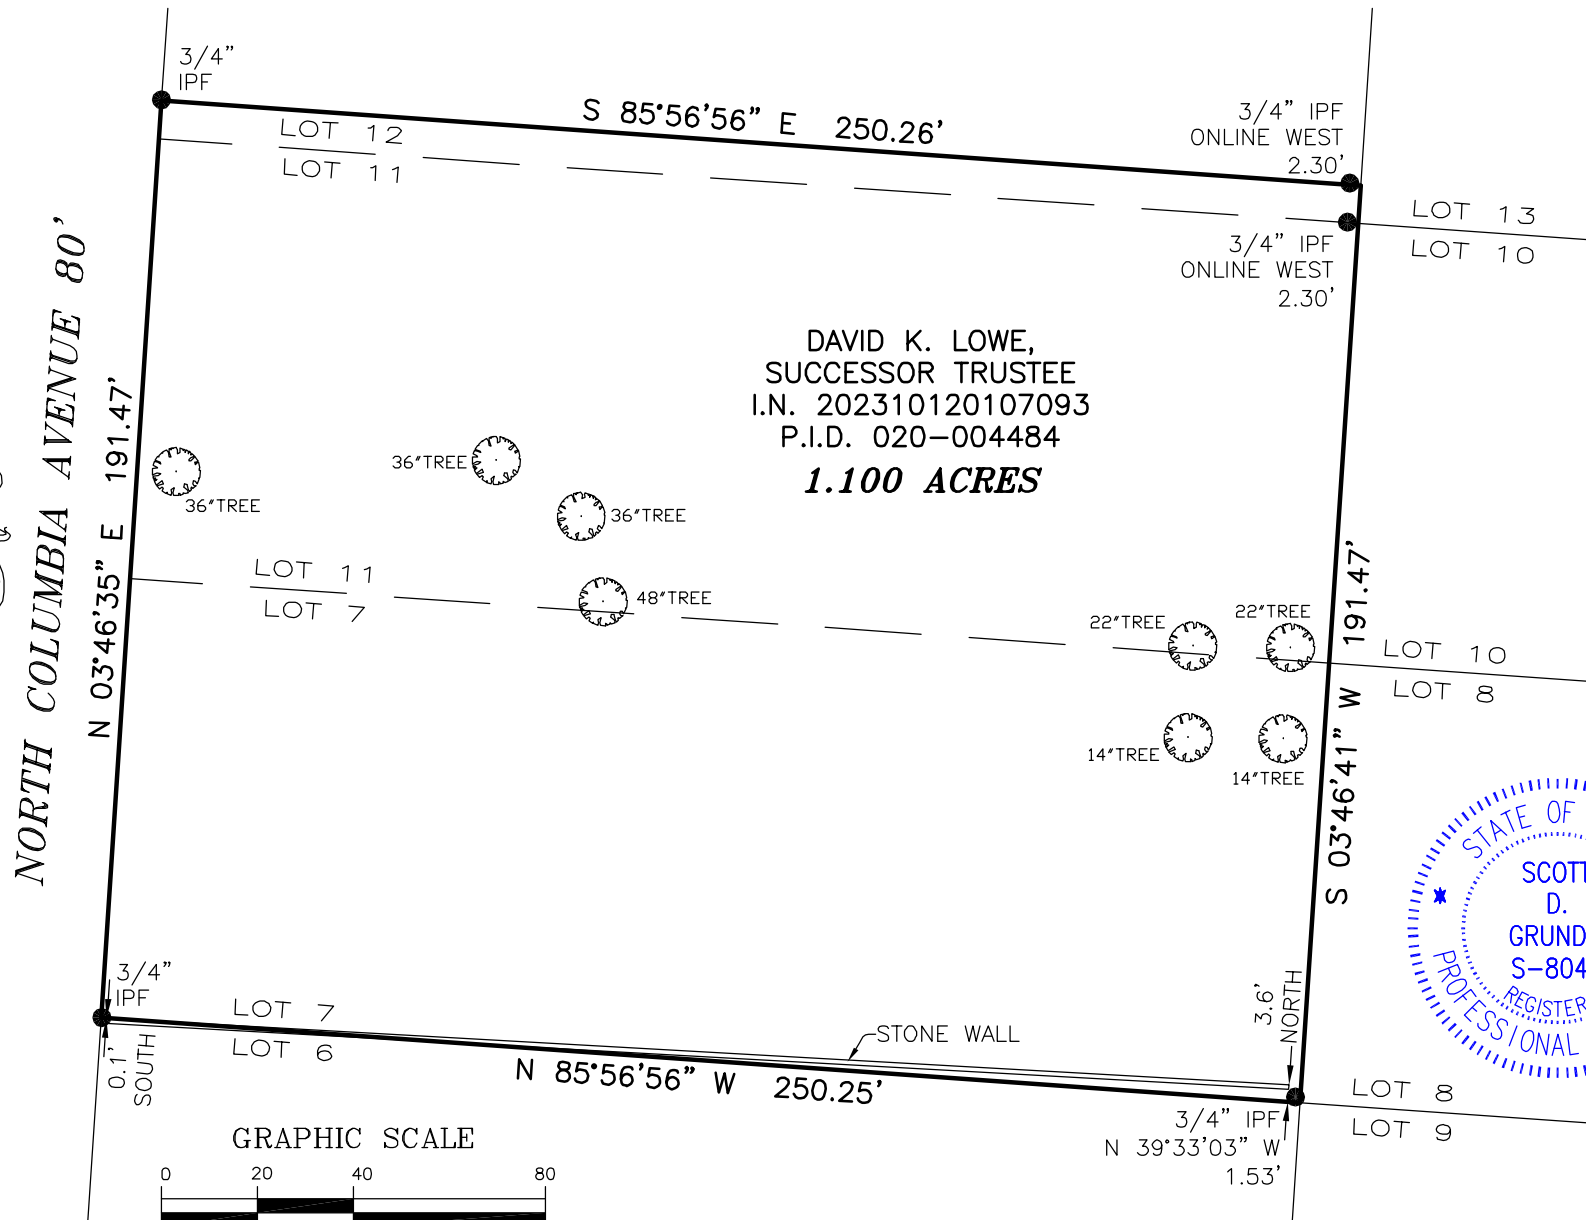 3/4"
IPF
S 85°56'56" E 250.26'
3/4" IPF
ONLINE WEST
2.30'
LOT 12
LOT 11
LOT 13
LOT 10
3/4" IPF
ONLINE WEST
2.30'
NORTH COLUMBIA AVENUE 80'
N 03°46'35" E 191.47'
DAVID K. LOWE,
SUCCESSOR TRUSTEE
I.N. 202310120107093
P.I.D. 020-004484
1.100 ACRES
36"TREE
36"TREE
36"TREE
48"TREE
LOT 11
LOT 7
22"TREE
22"TREE
14"TREE
14"TREE
LOT 10
LOT 8
S 03°46'41" W 191.47'
STATE OF
SCOTT
D.
GRUND
S-804
REGISTER
PROFESSIONAL
3/4"
IPF
LOT 7
LOT 6
0.1'
SOUTH
STONE WALL
3.6'
NORTH
N 85°56'56" W 250.25'
3/4" IPF
N 39°33'03" W
1.53'
LOT 8
LOT 9
GRAPHIC SCALE
0 20 40 80